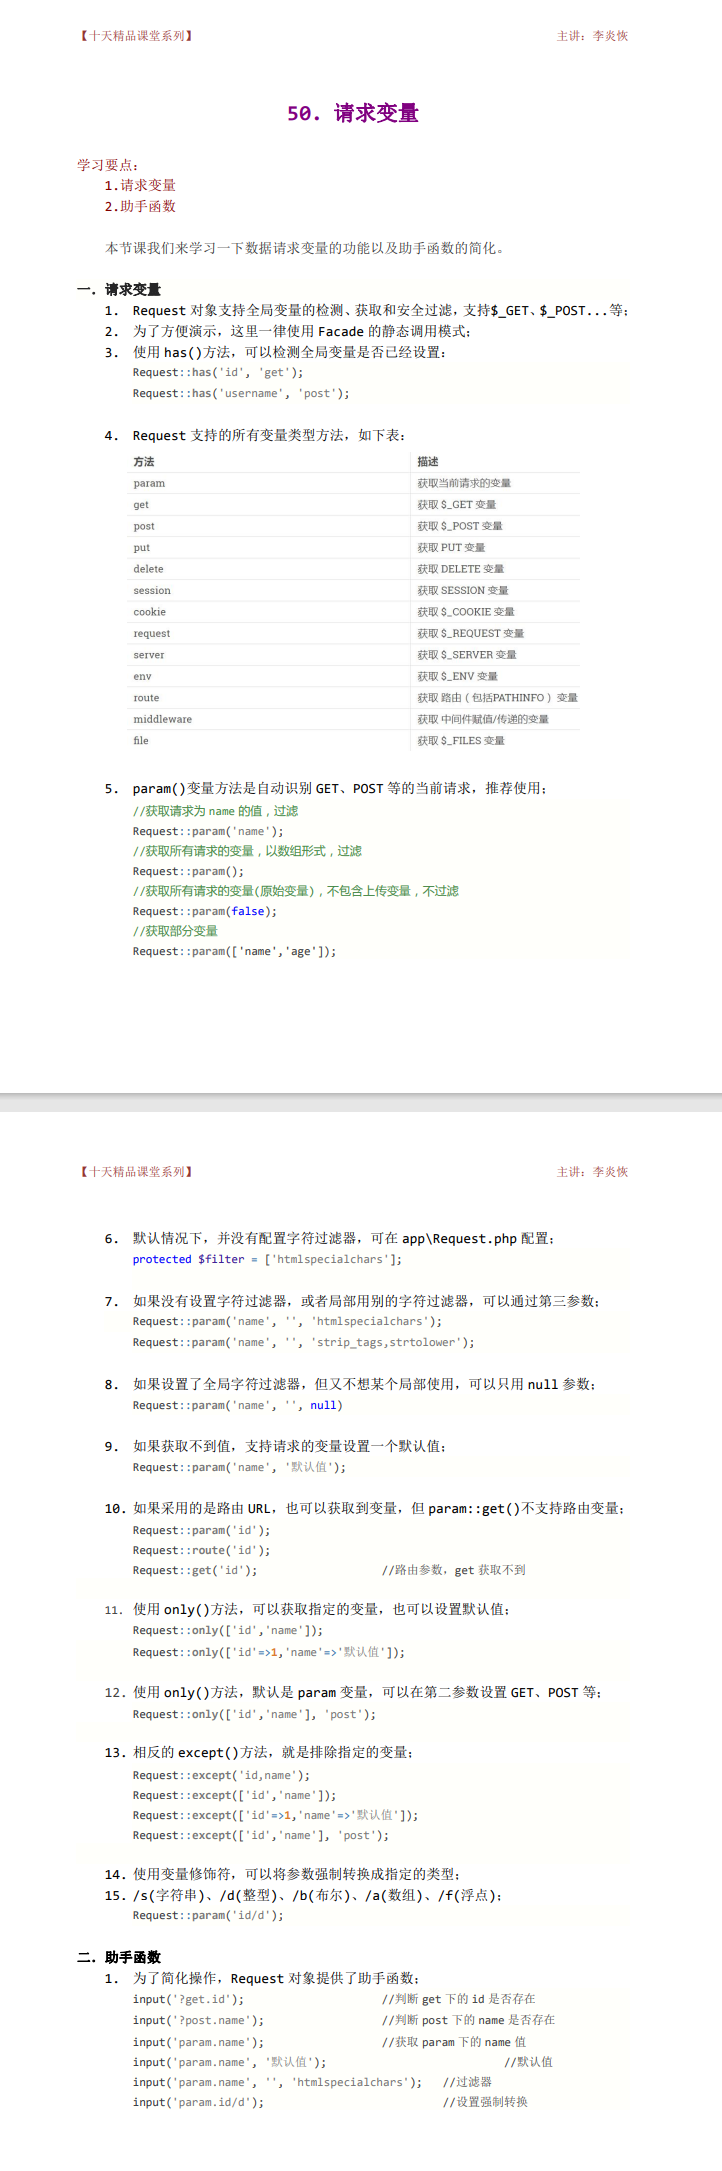 【十天精品课堂系列】 主讲：李炎恢
50. 请求变量
学习要点：
1.请求变量
2.助手函数
本节课我们来学习一下数据请求变量的功能以及助手函数的简化。
一．请求变量
1. Request 对象支持全局变量的检测、获取和安全过滤，支持$_GET、$_POST...等；
2. 为了方便演示，这里一律使用 Facade 的静态调用模式；
3. 使用 has()方法，可以检测全局变量是否已经设置：
Request::has('id', 'get');
Request::has('username', 'post');
4. Request 支持的所有变量类型方法，如下表：
方法 描述
param 获取当前请求的变量
get 获取 $_GET 变量
post 获取 $_POST 变量
put 获取 PUT 变量
delete 获取 DELETE 变量
session 获取 SESSION 变量
cookie 获取 $_COOKIE 变量
request 获取 $_REQUEST 变量
server 获取 $_SERVER 变量
env 获取 $_ENV 变量
route 获取 路由（包括PATHINFO） 变量
middleware 获取 中间件赋值/传递的变量
file 获取 $_FILES 变量
5. param()变量方法是自动识别 GET、POST 等的当前请求，推荐使用；
//获取请求为 name 的值，过滤
Request::param('name');
//获取所有请求的变量，以数组形式，过滤
Request::param();
//获取所有请求的变量(原始变量)，不包含上传变量，不过滤
Request::param(false);
//获取部分变量
Request::param(['name','age']);
【十天精品课堂系列】 主讲：李炎恢
6. 默认情况下，并没有配置字符过滤器，可在 app\Request.php 配置；
protected $filter = ['htmlspecialchars'];
7. 如果没有设置字符过滤器，或者局部用别的字符过滤器，可以通过第三参数；
Request::param('name', '', 'htmlspecialchars');
Request::param('name', '', 'strip_tags,strtolower');
8. 如果设置了全局字符过滤器，但又不想某个局部使用，可以只用 null 参数；
Request::param('name', '', null)
9. 如果获取不到值，支持请求的变量设置一个默认值；
Request::param('name', '默认值');
10. 如果采用的是路由 URL，也可以获取到变量，但 param::get()不支持路由变量；
Request::param('id');
Request::route('id');
Request::get('id'); //路由参数，get 获取不到
11. 使用 only()方法，可以获取指定的变量，也可以设置默认值；
Request::only(['id','name']);
Request::only(['id'=>1,'name'=>'默认值']);
12. 使用 only()方法，默认是 param 变量，可以在第二参数设置 GET、POST 等；
Request::only(['id','name'], 'post');
13. 相反的 except()方法，就是排除指定的变量；
Request::except('id,name');
Request::except(['id','name']);
Request::except(['id'=>1,'name'=>'默认值']);
Request::except(['id','name'], 'post');
14. 使用变量修饰符，可以将参数强制转换成指定的类型；
15. /s(字符串)、/d(整型)、/b(布尔)、/a(数组)、/f(浮点)；
Request::param('id/d');
二．助手函数
1. 为了简化操作，Request 对象提供了助手函数；
input('?get.id'); //判断 get 下的 id 是否存在
input('?post.name'); //判断 post 下的 name 是否存在
input('param.name'); //获取 param 下的 name 值
input('param.name', '默认值'); //默认值
input('param.name', '', 'htmlspecialchars'); //过滤器
input('param.id/d'); //设置强制转换